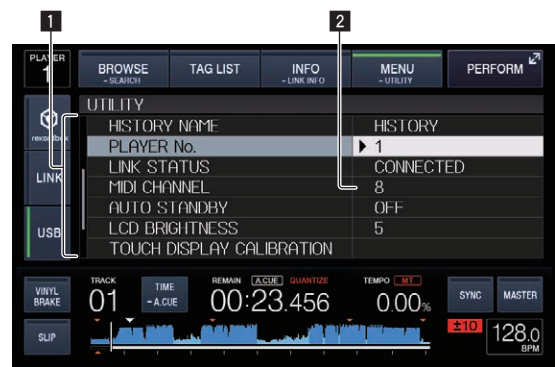 1 2
PLAYER 1
BROWSE – SEARCH
TAG LIST
INFO – LINK INFO
MENU – UTILITY
PERFORM
rekordbox
LINK
USB
UTILITY
HISTORY NAME HISTORY
PLAYER No. 1
LINK STATUS CONNECTED
MIDI CHANNEL 8
AUTO STANDBY OFF
LCD BRIGHTNESS 5
TOUCH DISPLAY CALIBRATION
VINYL BRAKE
SLIP
TRACK 01
TIME – A.CUE
REMAIN A.CUE QUANTIZE
00:23.456
TEMPO MT
0.00%
SYNC
MASTER
±10
128.0 BPM